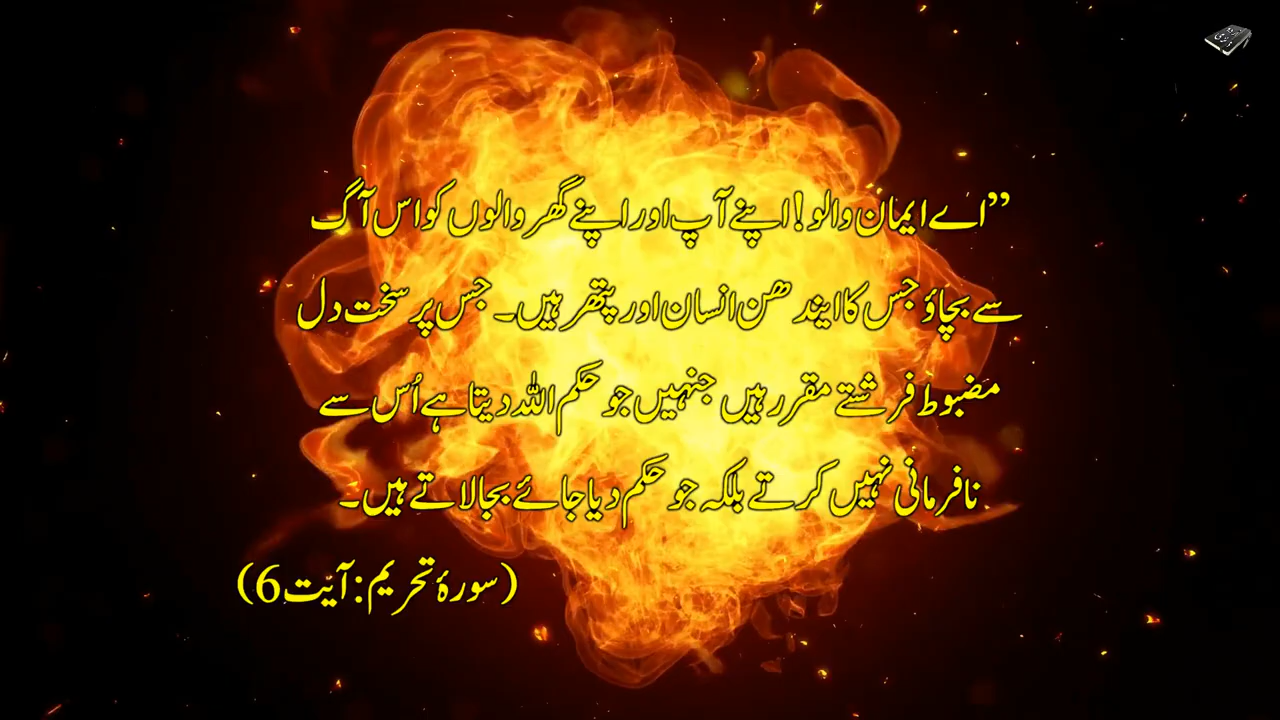 ”اے ایمان والو! اپنے آپ اور اپنے گھر والوں کو اس آگ
سے بچاؤ جس کا ایندھن انسان اور پتھر ہیں۔ جس پر سخت دل
مضبوط فرشتے مقرر ہیں جنہیں جو حکم اللہ دیتا ہے اُس سے
نافرمانی نہیں کرتے بلکہ جو حکم دیا جائے بجا لاتے ہیں۔
(سورۂ تحریم: آیت 6)